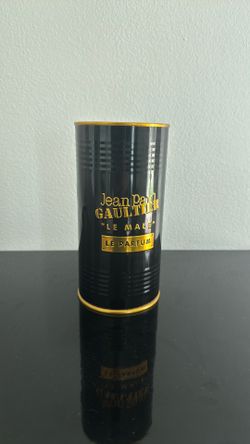 Jean Paul
GAULTIER
"LE MALE"
LE PARFUM